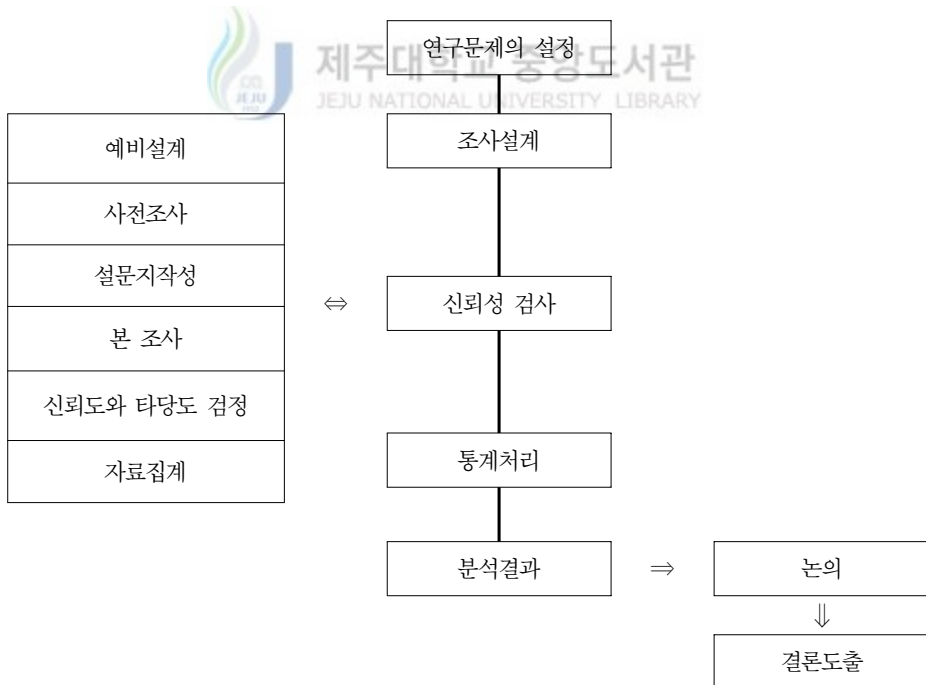 연구문제의 설정
제주대학교 중앙도서관
JEJU NATIONAL UNIVERSITY LIBRARY
JEJU
1952
조사설계
예비설계
사전조사
설문지작성
본 조사
신뢰도와 타당도 검정
자료집계
⇔
신뢰성 검사
통계처리
분석결과
⇒
논의
⇓
결론도출